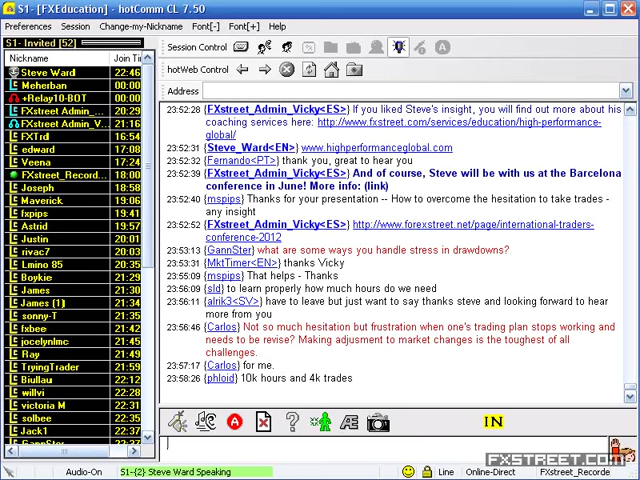 S1- [FXEducation] - hotComm CL 7.50
Preferences Session Change-my-Nickname Font[-] Font[+] Help
S1- Invited [52]
Session Control
hotWeb Control
Address
Nickname Join Ti
Steve Ward 22:46
Meherban 00:00
+Relay10-BOT 00:00
FXstreet Admin_... 20:29
FXstreet Admin_V... 21:16
FXTrd 16:54
edward 17:08
Veena 17:24
FXstreet_Record... 18:00
Joseph 18:58
Maverick 19:06
fxpips 19:41
Astrid 19:57
Justin 20:01
rivac7 20:03
Lmino 85 20:35
Boykie 21:29
James 21:30
James (1) 21:34
sonny-T 21:35
fxbee 21:42
jocelynlmc 21:45
Ray 21:49
TryingTrader 21:59
Biullau 22:12
willvi 22:27
victoria M 22:31
solbee 22:35
Jack1 22:37
GannSter 22:37
23:52:28 {FXstreet_Admin_Vicky<ES>} If you liked Steve's insight, you will find out more about his
coaching services here: http://www.fxstreet.com/services/education/high-performance-
global/
23:52:31 {Steve_Ward<EN>} www.highperformanceglobal.com
23:52:32 {Fernando<PT>} thank you, great to hear you
23:52:39 {FXstreet_Admin_Vicky<ES>} And of course, Steve will be with us at the Barcelona
conference in June! More info: (link)
23:52:40 {mspips} Thanks for your presentation -- How to overcome the hesitation to take trades -
any insight
23:52:52 {FXstreet_Admin_Vicky<ES>} http://www.forexstreet.net/page/international-traders-
conference-2012
23:53:13 {GannSter} what are some ways you handle stress in drawdowns?
23:53:31 {MktTimer<EN>} thanks Vicky
23:55:09 {mspips} That helps - Thanks
23:56:09 {sld} to learn properly how much hours do we need
23:56:11 {alrik3<SV>} have to leave but just want to say thanks steve and looking forward to hear
more from you
23:56:46 {Carlos} Not so much hesitation but frustration when one's trading plan stops working and
needs to be revise? Making adjusment to market changes is the toughest of all
challenges.
23:57:17 {Carlos} for me.
23:58:26 {phloid} 10k hours and 4k trades
IN
FXSTREET.COM
Audio-On S1-{2} Steve Ward Speaking Line Online-Direct FXstreet_Recorde